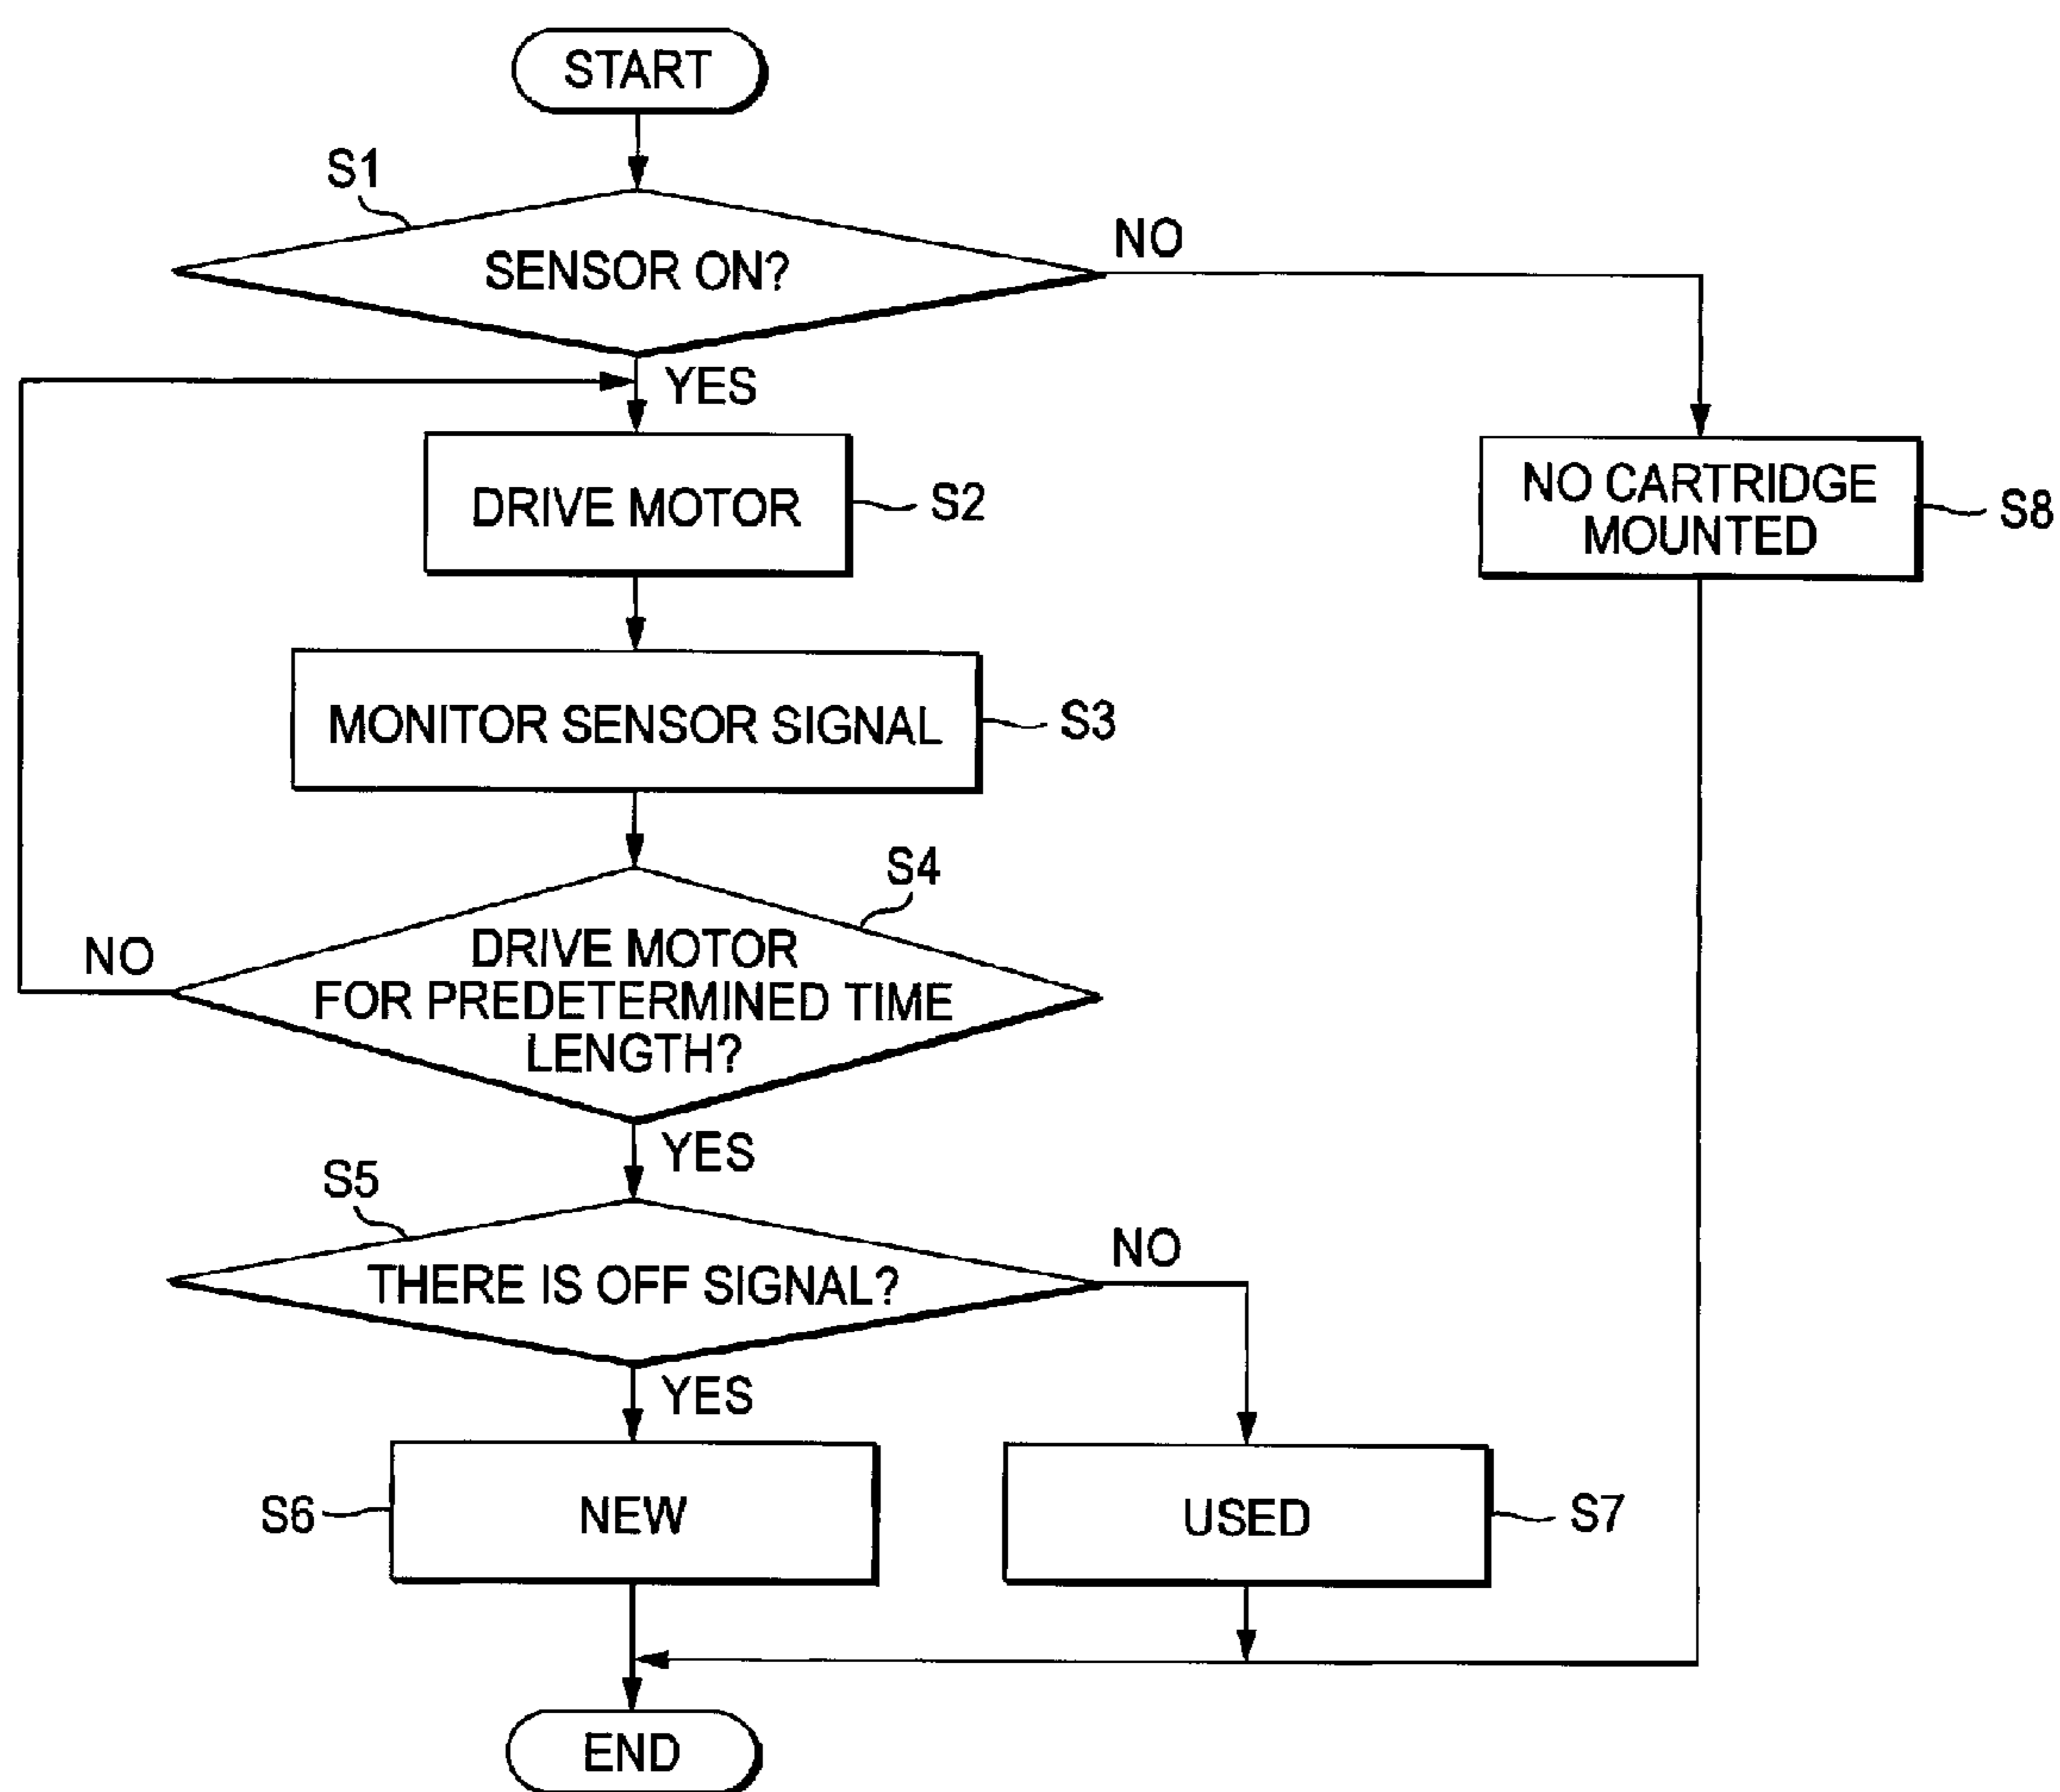 START
S1
SENSOR ON?
NO
YES
DRIVE MOTOR
S2
NO CARTRIDGE
MOUNTED
S8
MONITOR SENSOR SIGNAL
S3
S4
DRIVE MOTOR
FOR PREDETERMINED TIME
LENGTH?
NO
YES
S5
THERE IS OFF SIGNAL?
NO
YES
S6
NEW
USED
S7
END